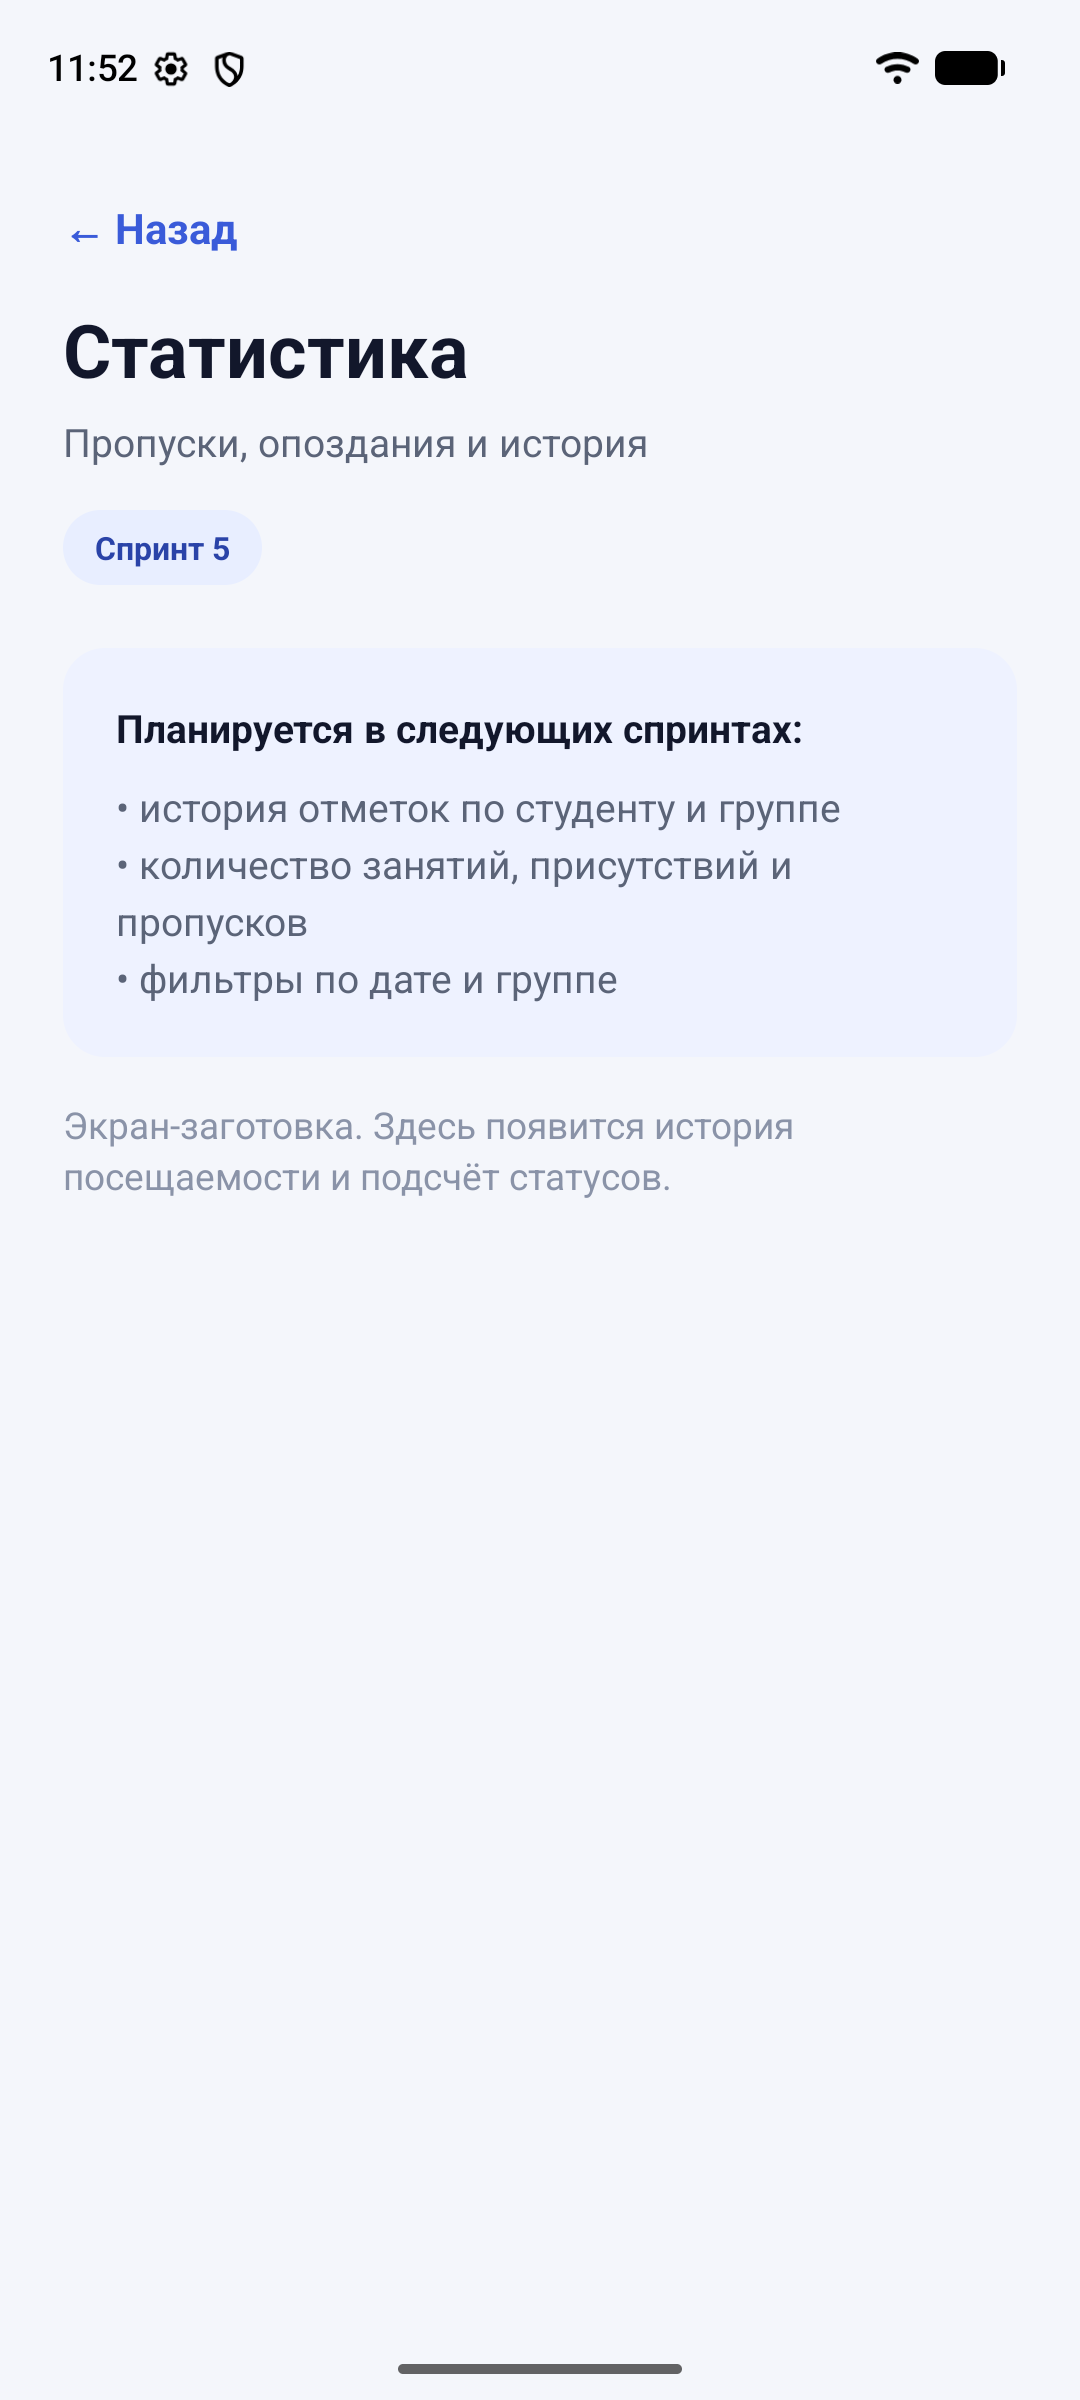 11:52
← Назад
Статистика
Пропуски, опоздания и история
Спринт 5
Планируется в следующих спринтах:
• история отметок по студенту и группе
• количество занятий, присутствий и
пропусков
• фильтры по дате и группе
Экран-заготовка. Здесь появится история
посещаемости и подсчёт статусов.